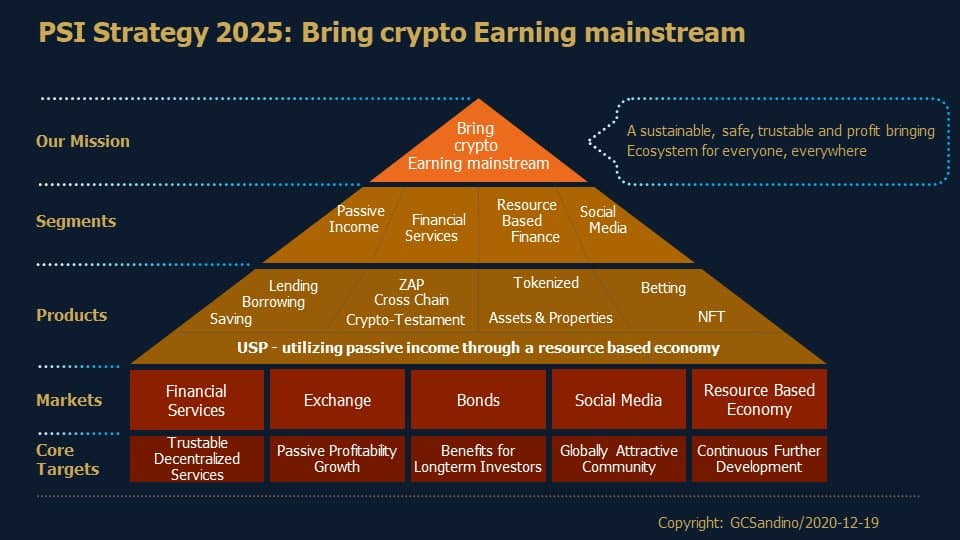 PSI Strategy 2025: Bring crypto Earning mainstream
Our Mission
Bring
crypto
Earning mainstream
A sustainable, safe, trustable and profit bringing
Ecosystem for everyone, everywhere
Segments
Passive
Income
Financial
Services
Resource
Based
Finance
Social
Media
Products
Lending
Borrowing
Saving
ZAP
Cross Chain
Crypto-Testament
Tokenized
Assets & Properties
Betting
NFT
USP - utilizing passive income through a resource based economy
Markets
Financial
Services
Exchange
Bonds
Social Media
Resource Based
Economy
Core
Targets
Trustable
Decentralized
Services
Passive Profitability
Growth
Benefits for
Longterm Investors
Globally Attractive
Community
Continuous Further
Development
Copyright: GCSandino/2020-12-19